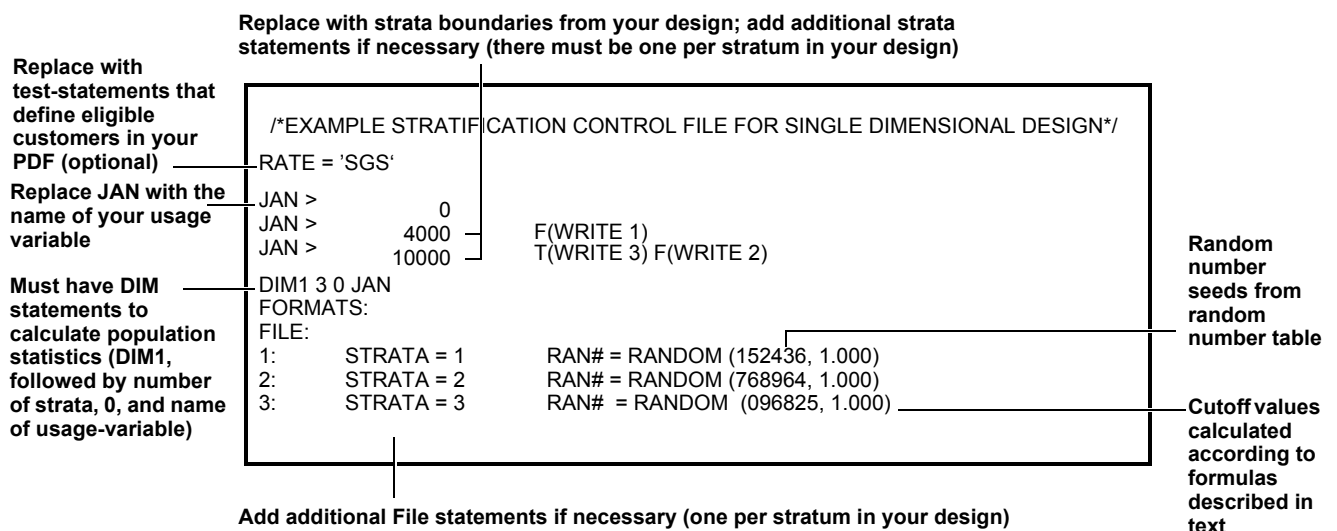 Replace with strata boundaries from your design; add additional strata
statements if necessary (there must be one per stratum in your design)
Replace with
test-statements that
define eligible
customers in your
PDF (optional)
Replace JAN with the
name of your usage
variable
Must have DIM
statements to
calculate population
statistics (DIM1,
followed by number
of strata, 0, and name
of usage-variable)
/*EXAMPLE STRATIFICATION CONTROL FILE FOR SINGLE DIMENSIONAL DESIGN*/
RATE = ’SGS‘
JAN > 0
JAN > 4000 F(WRITE 1)
JAN > 10000 T(WRITE 3) F(WRITE 2)
DIM1 3 0 JAN
FORMATS:
FILE:
1: STRATA = 1 RAN# = RANDOM (152436, 1.000)
2: STRATA = 2 RAN# = RANDOM (768964, 1.000)
3: STRATA = 3 RAN# = RANDOM (096825, 1.000)
Random
number
seeds from
random
number table
Cutoff values
calculated
according to
formulas
described in
text
Add additional File statements if necessary (one per stratum in your design)